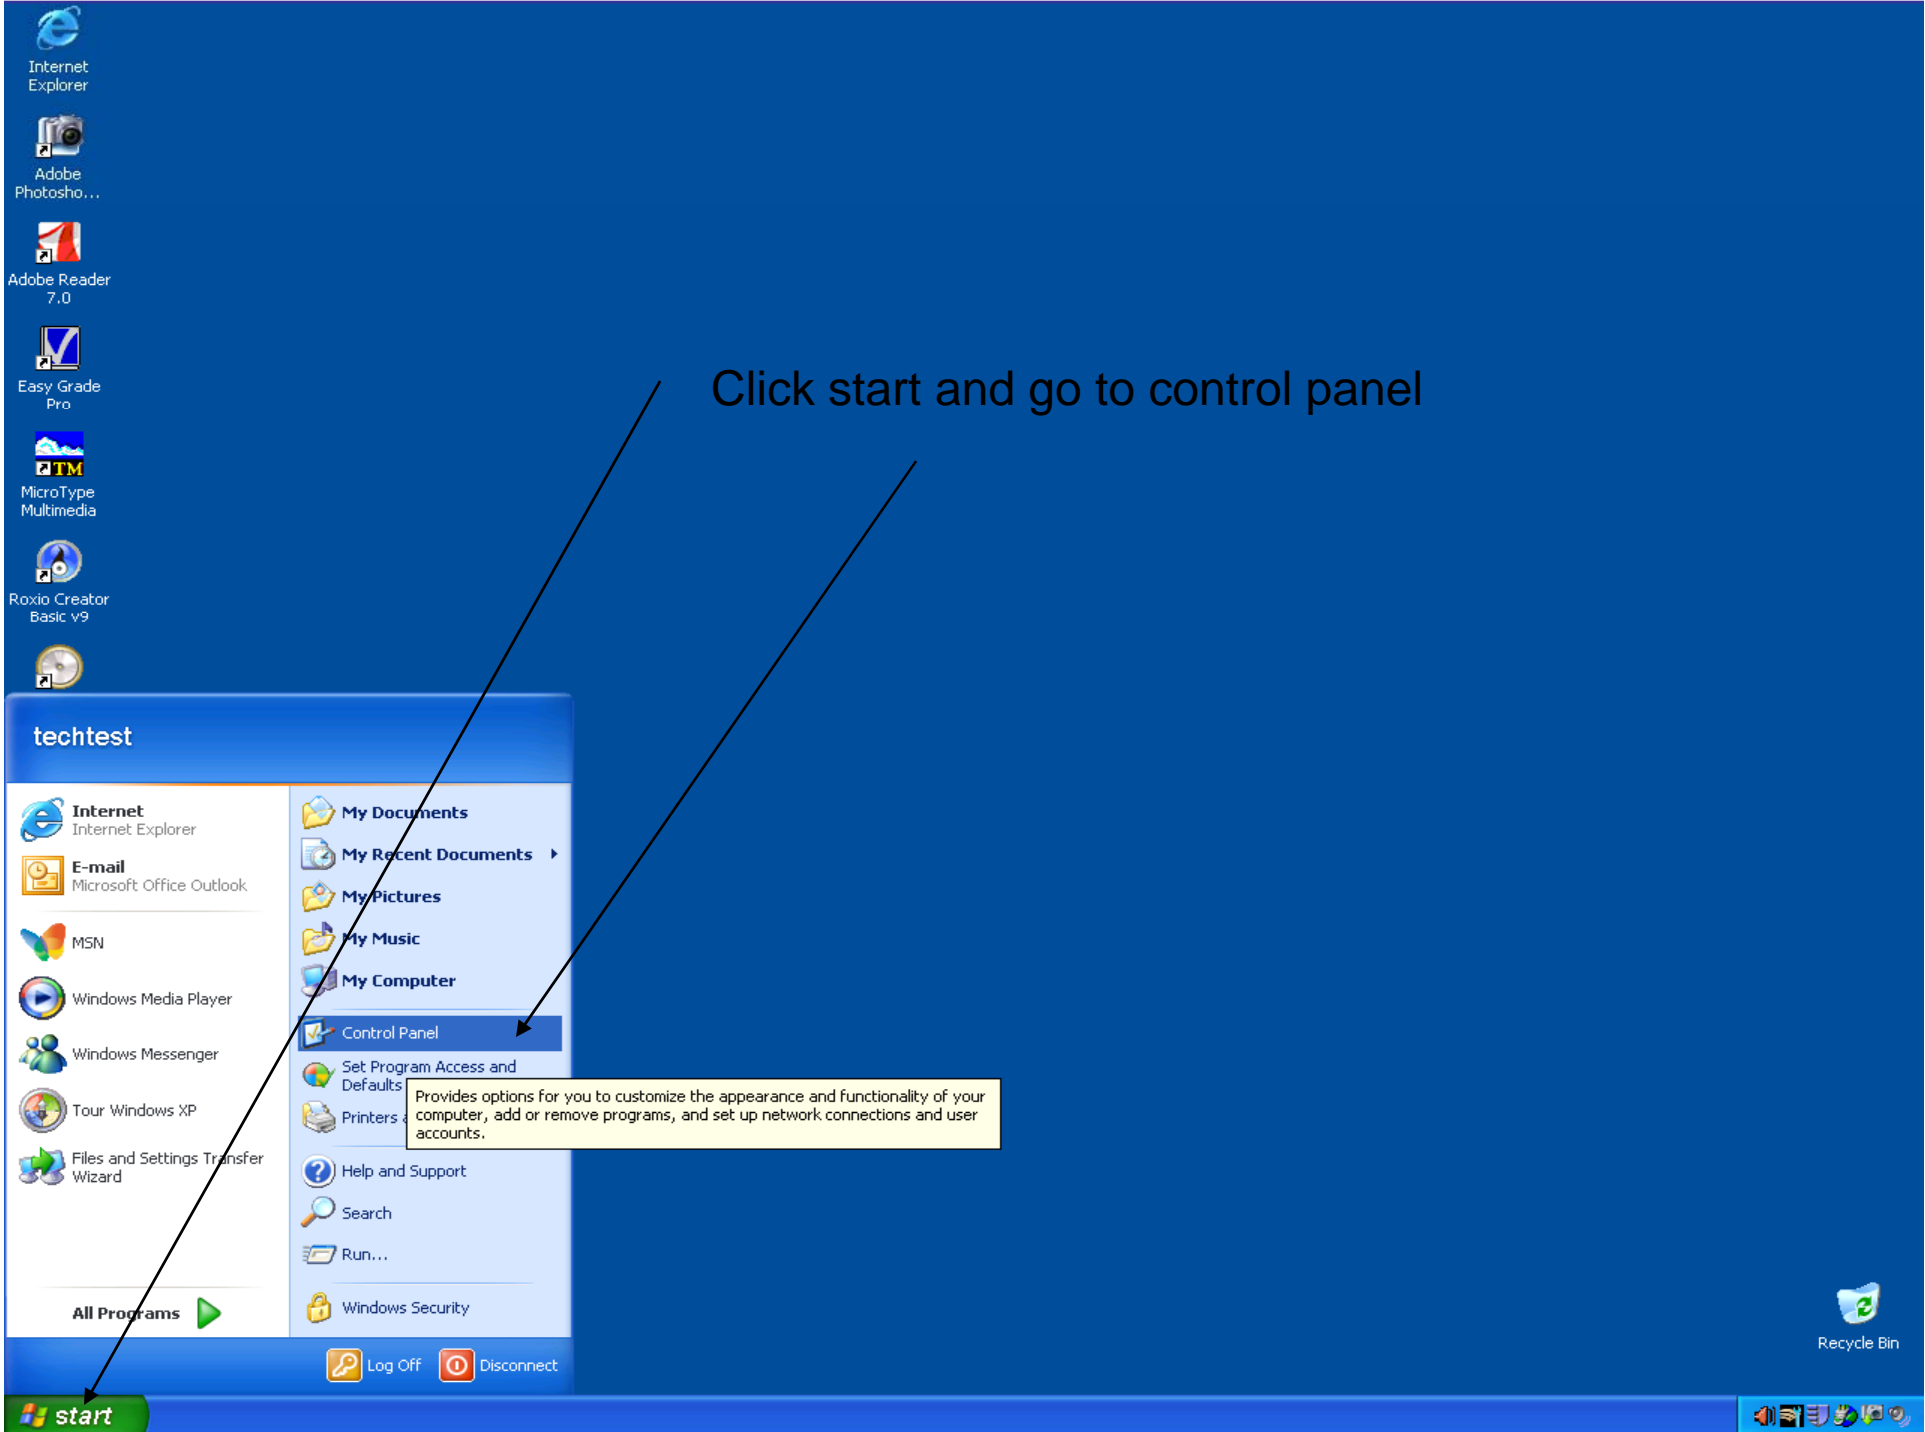 Internet
Explorer
Adobe
Photosho...
Adobe Reader
7.0
Easy Grade
Pro
TM
MicroType
Multimedia
Roxio Creator
Basic v9
Click start and go to control panel
techtest
Internet
Internet Explorer
E-mail
Microsoft Office Outlook
MSN
Windows Media Player
Windows Messenger
Tour Windows XP
Files and Settings Transfer
Wizard
All Programs
My Documents
My Recent Documents
My Pictures
My Music
My Computer
Control Panel
Set Program Access and
Defaults
Printers
Provides options for you to customize the appearance and functionality of your
computer, add or remove programs, and set up network connections and user
accounts.
Help and Support
Search
Run...
Windows Security
Log Off
Disconnect
Recycle Bin
start